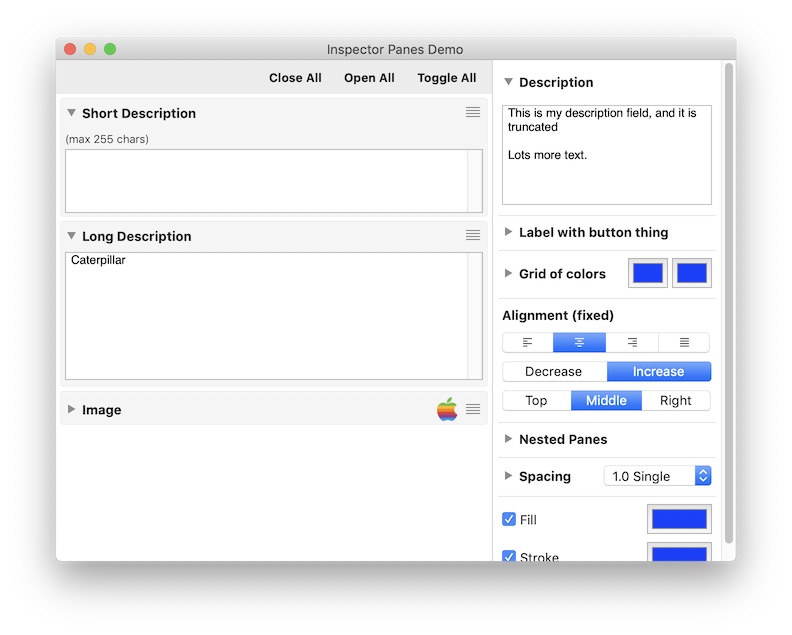 Inspector Panes Demo
Close All Open All Toggle All
Short Description
(max 255 chars)
Long Description
Caterpillar
Image
Description
This is my description field, and it is
truncated
Lots more text.
Label with button thing
Grid of colors
Alignment (fixed)
Decrease Increase
Top Middle Right
Nested Panes
Spacing 1.0 Single
Fill
Stroke